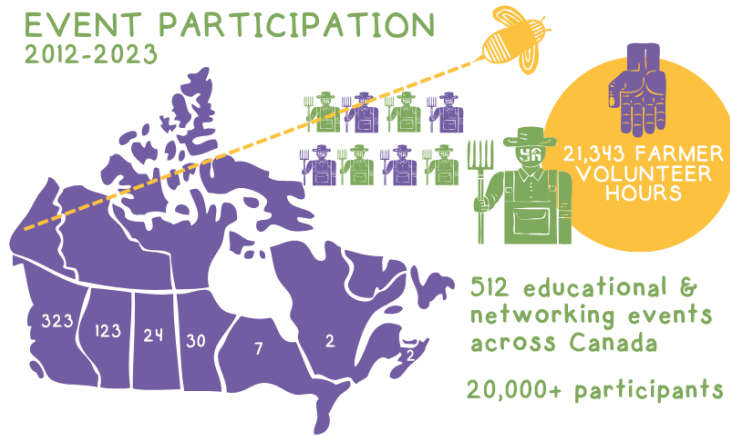 EVENT PARTICIPATION
2012-2023
YA
21,343 FARMER
VOLUNTEER
HOURS
323
123
24
30
7
2
2
512 educational &
networking events
across Canada
20,000+ participants